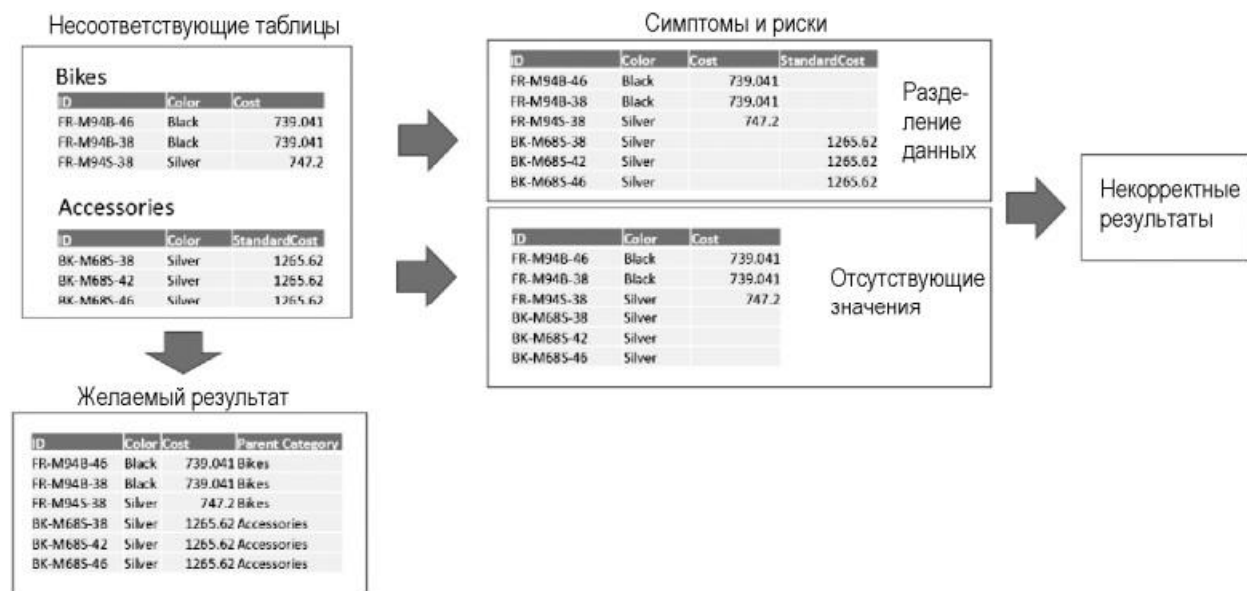 Несоответствующие таблицы
Bikes
ID Color Cost
FR-M94B-46 Black 739.041
FR-M94B-38 Black 739.041
FR-M94S-38 Silver 747.2
Accessories
ID Color StandardCost
BK-M68S-38 Silver 1265.62
BK-M68S-42 Silver 1265.62
BK-M68S-46 Silver 1265.62
Симптомы и риски
ID Color Cost StandardCost
FR-M94B-46 Black 739.041
FR-M94B-38 Black 739.041
FR-M94S-38 Silver 747.2
BK-M68S-38 Silver 1265.62
BK-M68S-42 Silver 1265.62
BK-M68S-46 Silver 1265.62
Разде-
ление
данных
ID Color Cost
FR-M94B-46 Black 739.041
FR-M94B-38 Black 739.041
FR-M94S-38 Silver 747.2
BK-M68S-38 Silver
BK-M68S-42 Silver
BK-M68S-46 Silver
Отсутствующие
значения
Некорректные
результаты
Желаемый результат
ID Color Cost Parent Category
FR-M94B-46 Black 739.041 Bikes
FR-M94B-38 Black 739.041 Bikes
FR-M94S-38 Silver 747.2 Bikes
BK-M68S-38 Silver 1265.62 Accessories
BK-M68S-42 Silver 1265.62 Accessories
BK-M68S-46 Silver 1265.62 Accessories